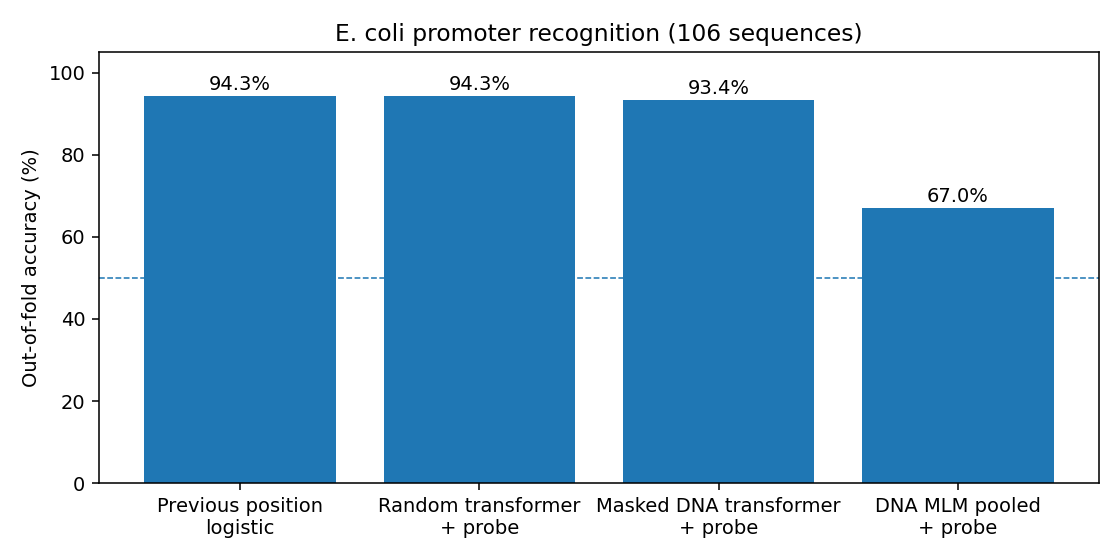 E. coli promoter recognition (106 sequences)
Out-of-fold accuracy (%)
100
80
60
40
20
0
94.3%
94.3%
93.4%
67.0%
Previous position
logistic
Random transformer
+ probe
Masked DNA transformer
+ probe
DNA MLM pooled
+ probe